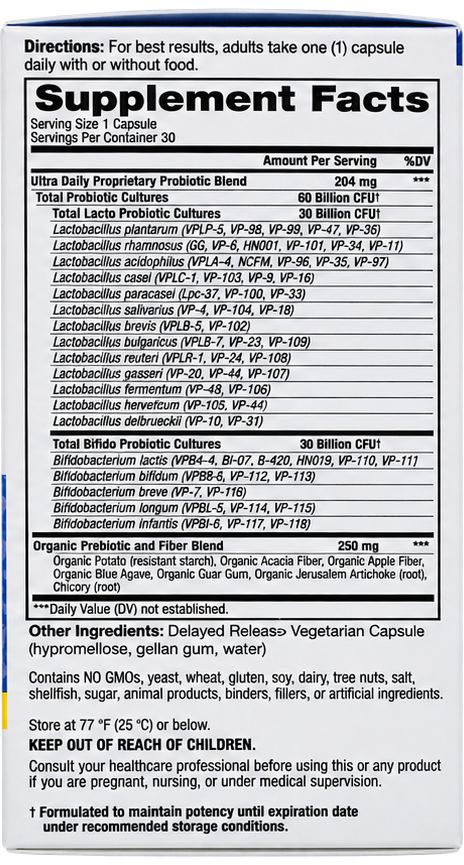 Directions: For best results, adults take one (1) capsule
daily with or without food.
Supplement Facts
Serving Size 1 Capsule
Servings Per Container 30
Amount Per Serving %DV
Ultra Daily Proprietary Probiotic Blend 204 mg ***
Total Probiotic Cultures 60 Billion CFU†
Total Lacto Probiotic Cultures 30 Billion CFU†
Lactobacillus plantarum (VPLP-5, VP-98, VP-99, VP-47, VP-36)
Lactobacillus rhamnosus (GG, VP-6, HN001, VP-101, VP-34, VP-11)
Lactobacillus acidophilus (VPLA-4, NCFM, VP-96, VP-35, VP-97)
Lactobacillus casei (VPLC-1, VP-103, VP-9, VP-16)
Lactobacillus paracasei (Lpc-37, VP-100, VP-33)
Lactobacillus salivarius (VP-4, VP-104, VP-18)
Lactobacillus brevis (VPLB-5, VP-102)
Lactobacillus bulgaricus (VPLB-7, VP-23, VP-109)
Lactobacillus reuteri (VPLR-1, VP-24, VP-108)
Lactobacillus gasseri (VP-20, VP-44, VP-107)
Lactobacillus fermentum (VP-48, VP-106)
Lactobacillus hervefcum (VP-105, VP-44)
Lactobacillus delbrueckii (VP-10, VP-31)
Total Bifido Probiotic Cultures 30 Billion CFU†
Bifidobacterium lactis (VPB4-4, BI-07, B-420, HN019, VP-110, VP-111
Bifidobacterium bifidum (VPB8-6, VP-112, VP-113)
Bifidobacterium breve (VP-7, VP-116)
Bifidobacterium longum (VPBL-5, VP-114, VP-115)
Bifidobacterium infantis (VPBI-6, VP-117, VP-118)
Organic Prebiotic and Fiber Blend 250 mg ***
Organic Potato (resistant starch), Organic Acacia Fiber, Organic Apple Fiber,
Organic Blue Agave, Organic Guar Gum, Organic Jerusalem Artichoke (root),
Chicory (root)
***Daily Value (DV) not established.
Other Ingredients: Delayed Releas> Vegetarian Capsule
(hypromellose, gellan gum, water)
Contains NO GMOs, yeast, wheat, gluten, soy, dairy, tree nuts, salt,
shellfish, sugar, animal products, binders, fillers, or artificial ingredients.
Store at 77 °F (25 °C) or below.
KEEP OUT OF REACH OF CHILDREN.
Consult your healthcare professional before using this or any product
if you are pregnant, nursing, or under medical supervision.
† Formulated to maintain potency until expiration date
under recommended storage conditions.